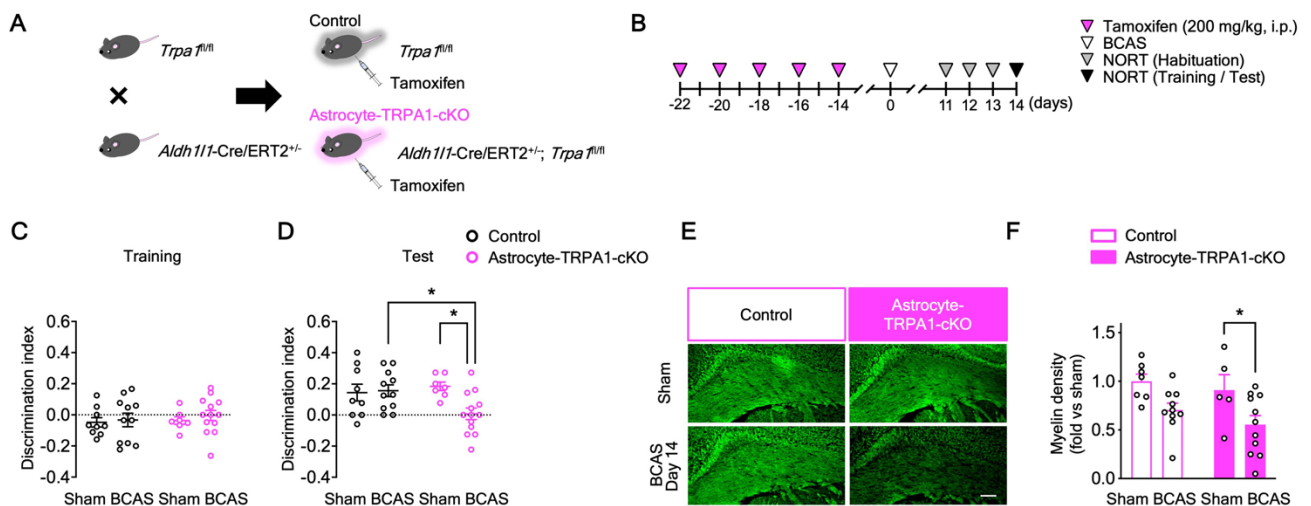 A
Trpa1fl/fl
×
Aldh1l1-Cre/ERT2+/-
Control
Trpa1fl/fl
Tamoxifen
Astrocyte-TRPA1-cKO
Aldh1l1-Cre/ERT2+/-; Trpa1fl/fl
Tamoxifen
B
Tamoxifen (200 mg/kg, i.p.)
BCAS
NORT (Habituation)
NORT (Training / Test)
-22 -20 -18 -16 -14 0 11 12 13 14 (days)
C
Training
Discrimination index
0.6
0.4
0.2
0.0
-0.2
-0.4
Sham BCAS Sham BCAS
D
Test
Control
Astrocyte-TRPA1-cKO
*
*
Discrimination index
0.6
0.4
0.2
0.0
-0.2
-0.4
Sham BCAS Sham BCAS
E
Control
Astrocyte-
TRPA1-cKO
Sham
BCAS
Day 14
F
Control
Astrocyte-TRPA1-cKO
*
Myelin density
(fold vs sham)
1.5
1.0
0.5
0.0
Sham BCAS Sham BCAS